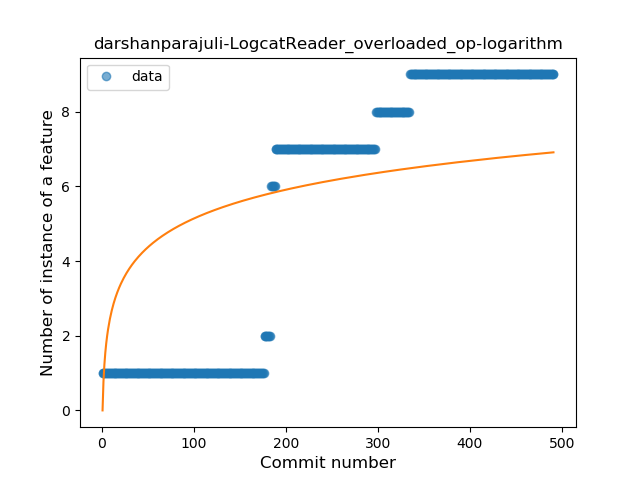 darshanparajuli-LogcatReader_overloaded_op-logarithm
data
Number of instance of a feature
8
6
4
2
0
0 100 200 300 400 500
Commit number